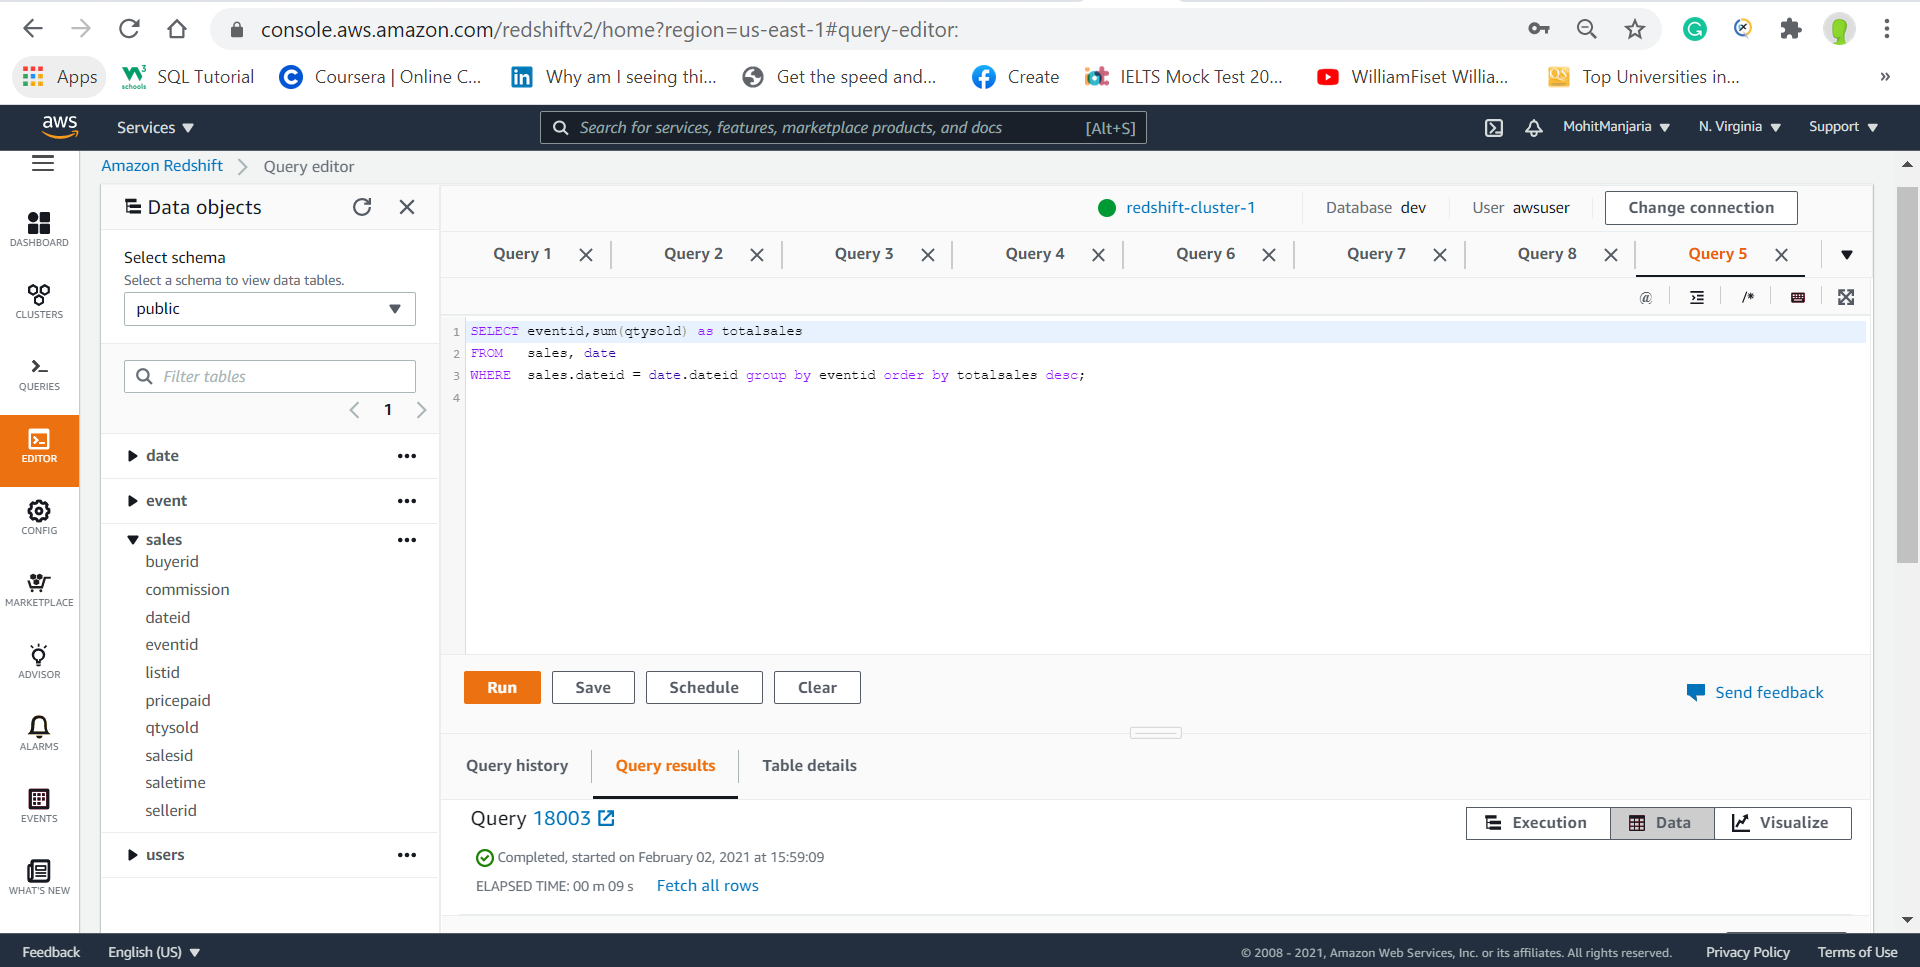 console.aws.amazon.com/redshiftv2/home?region=us-east-1#query-editor:
Apps
w3 schools SQL Tutorial
C Coursera | Online C...
in Why am I seeing thi...
Get the speed and...
Create
iot IELTS Mock Test 20...
WilliamFiset Willia...
QS Top Universities in...
»
aws
Services
Search for services, features, marketplace products, and docs [Alt+S]
MohitManjaria
N. Virginia
Support
Amazon Redshift > Query editor
DASHBOARD
CLUSTERS
QUERIES
EDITOR
CONFIG
MARKETPLACE
ADVISOR
ALARMS
EVENTS
WHAT'S NEW
Data objects
Select schema
Select a schema to view data tables.
public
Filter tables
1
date
event
sales
buyerid
commission
dateid
eventid
listid
pricepaid
qtysold
salesid
saletime
sellerid
users
redshift-cluster-1
Database dev
User awsuser
Change connection
Query 1
Query 2
Query 3
Query 4
Query 6
Query 7
Query 8
Query 5
@
/*
1 SELECT eventid,sum(qtysold) as totalsales
2 FROM sales, date
3 WHERE sales.dateid = date.dateid group by eventid order by totalsales desc;
4
Run
Save
Schedule
Clear
Send feedback
Query history
Query results
Table details
Query 18003
Execution
Data
Visualize
Completed, started on February 02, 2021 at 15:59:09
ELAPSED TIME: 00 m 09 s
Fetch all rows
Feedback
English (US)
© 2008 - 2021, Amazon Web Services, Inc. or its affiliates. All rights reserved.
Privacy Policy
Terms of Use